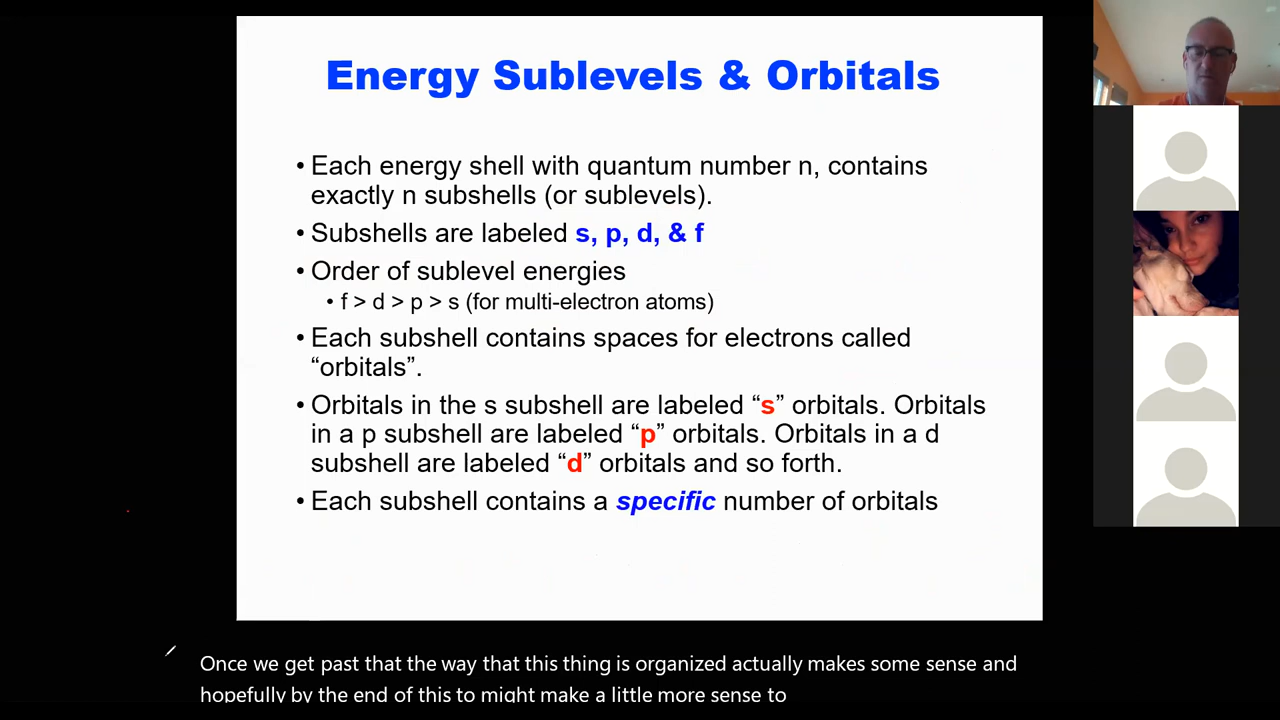 Energy Sublevels & Orbitals
• Each energy shell with quantum number n, contains
exactly n subshells (or sublevels).
• Subshells are labeled s, p, d, & f
• Order of sublevel energies
• f > d > p > s (for multi-electron atoms)
• Each subshell contains spaces for electrons called
“orbitals”.
• Orbitals in the s subshell are labeled “s” orbitals. Orbitals
in a p subshell are labeled “p” orbitals. Orbitals in a d
subshell are labeled “d” orbitals and so forth.
• Each subshell contains a specific number of orbitals
Once we get past that the way that this thing is organized actually makes some sense and
hopefully by the end of this to might make a little more sense to